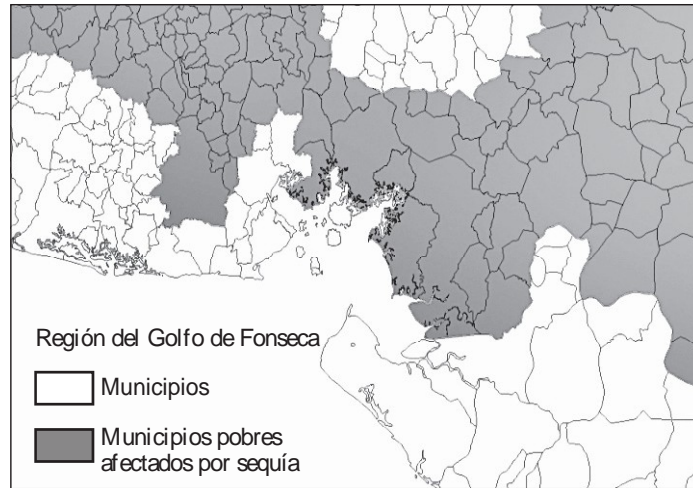 Región del Golfo de Fonseca
Municipios
Municipios pobres
afectados por sequía